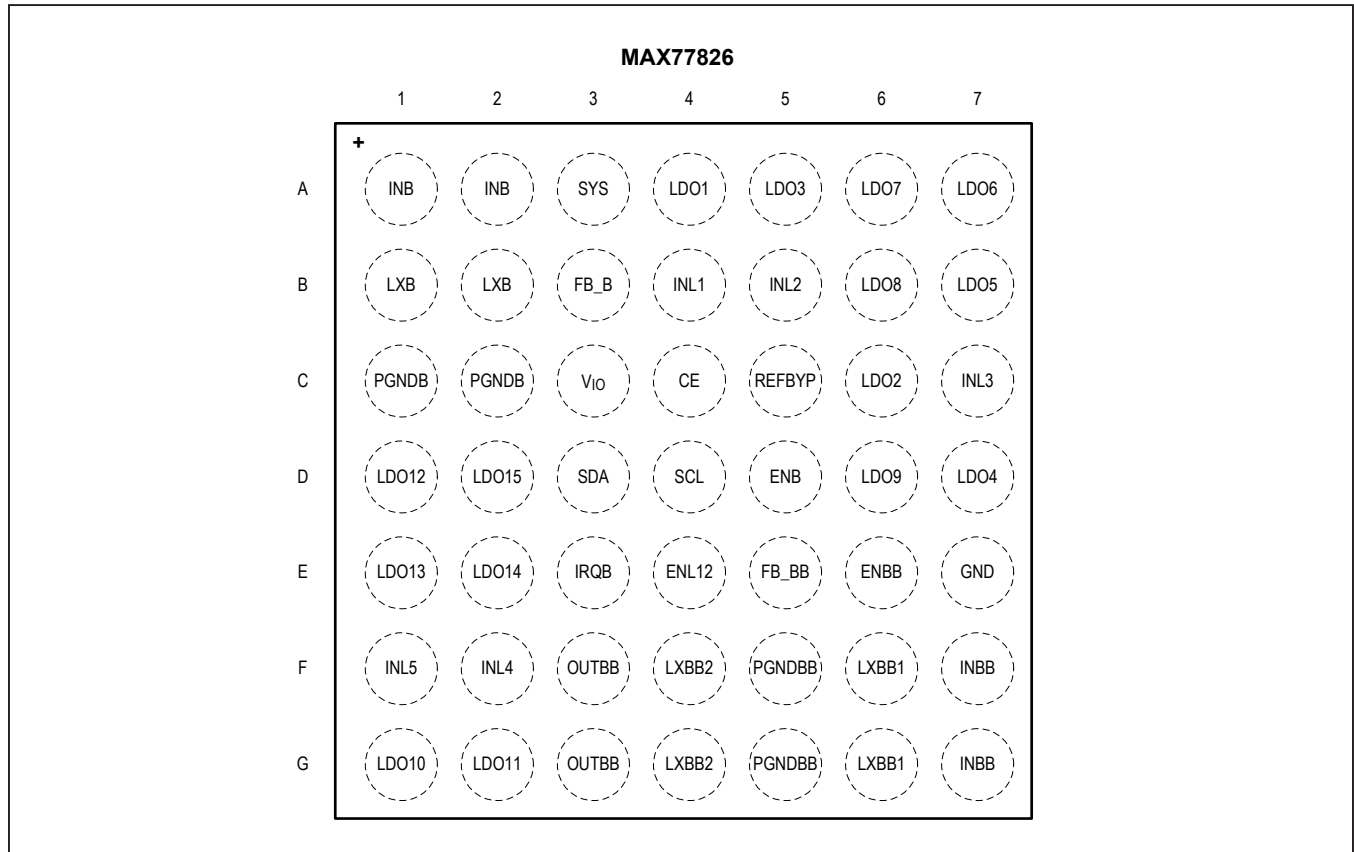 MAX77826
1 2 3 4 5 6 7
+
A INB INB SYS LDO1 LDO3 LDO7 LDO6
B LXB LXB FB_B INL1 INL2 LDO8 LDO5
C PGNDB PGNDB VIO CE REFBYP LDO2 INL3
D LDO12 LDO15 SDA SCL ENB LDO9 LDO4
E LDO13 LDO14 IRQB ENL12 FB_BB ENBB GND
F INL5 INL4 OUTBB LXBB2 PGNDBB LXBB1 INBB
G LDO10 LDO11 OUTBB LXBB2 PGNDBB LXBB1 INBB